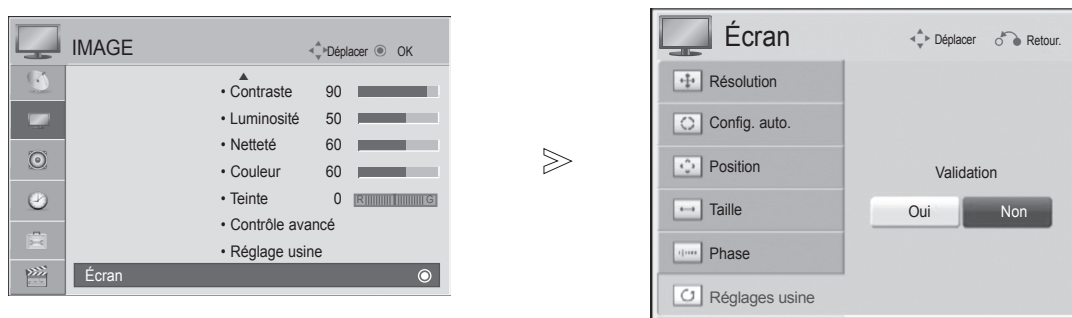 IMAGE
Déplacer OK
• Contraste 90
• Luminosité 50
• Netteté 60
• Couleur 60
• Teinte 0 R G
• Contrôle avancé
• Réglage usine
Écran
Écran
Déplacer Retour.
Résolution
Config. auto.
Position
Taille
Phase
Réglages usine
Validation
Oui Non